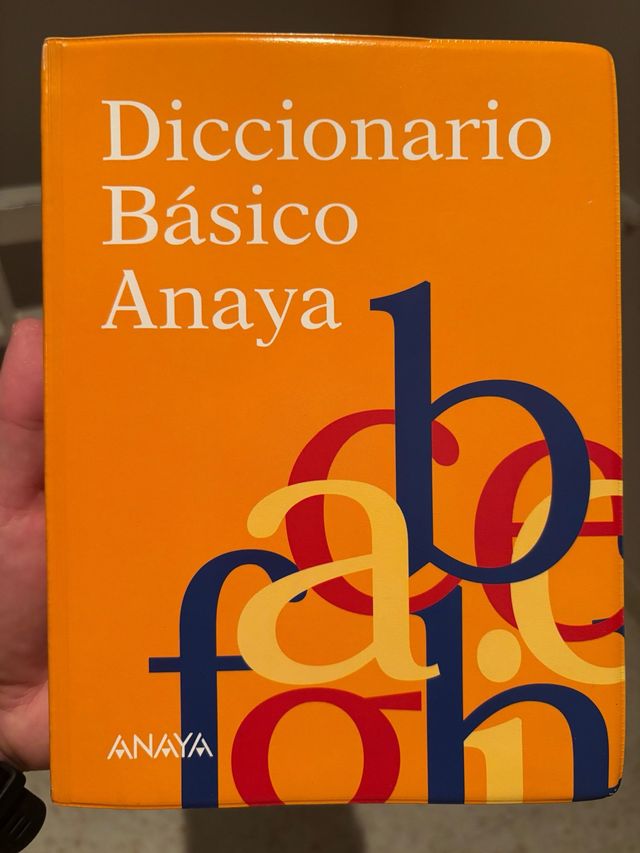 Diccionario
Básico
Anaya
b
c e
a d
f h
g i
ANAYA